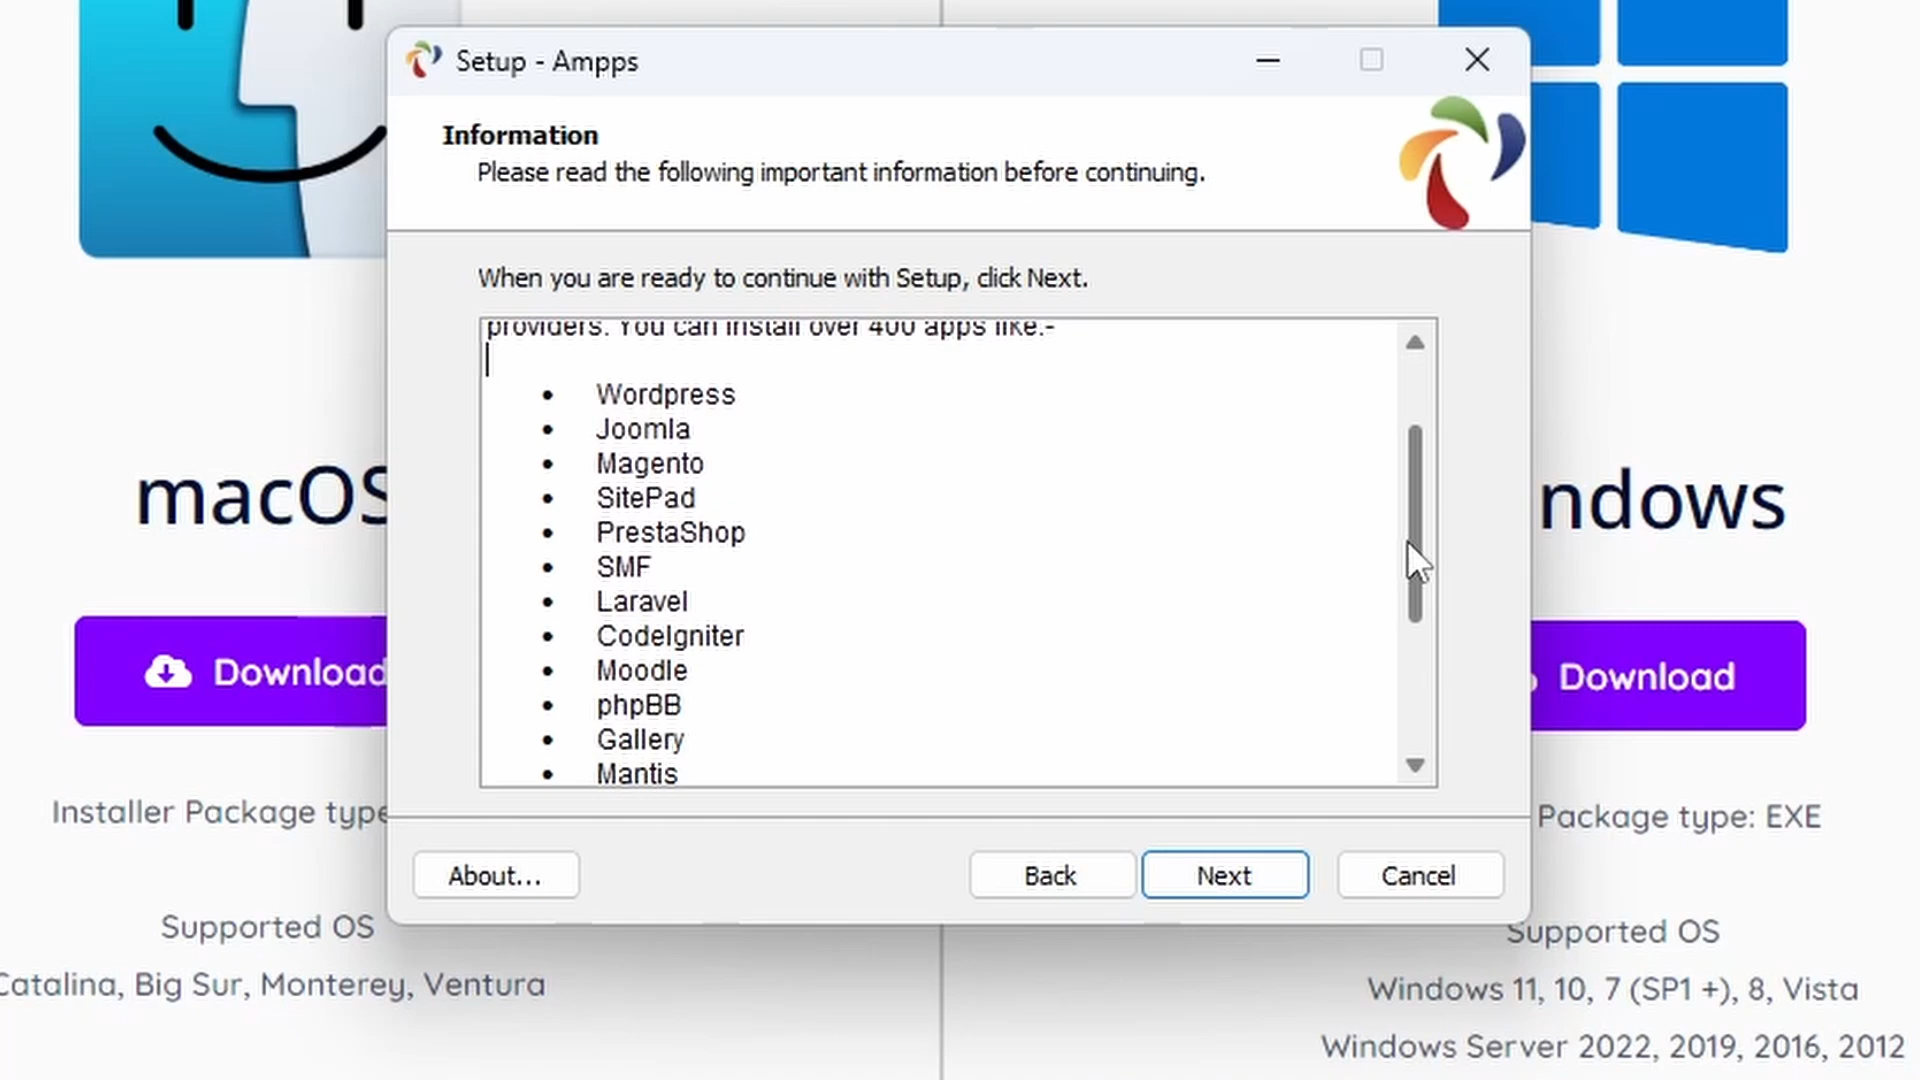 Setup - Ampps
Information
Please read the following important information before continuing.
When you are ready to continue with Setup, click Next.
providers. You can install over 400 apps like:-
• Wordpress
• Joomla
• Magento
• SitePad
• PrestaShop
• SMF
• Laravel
• CodeIgniter
• Moodle
• phpBB
• Gallery
• Mantis
About...
Back
Next
Cancel
macOS
Download
Installer Package type
Supported OS
Catalina, Big Sur, Monterey, Ventura
ndows
Download
Package type: EXE
Supported OS
Windows 11, 10, 7 (SP1 +), 8, Vista
Windows Server 2022, 2019, 2016, 2012